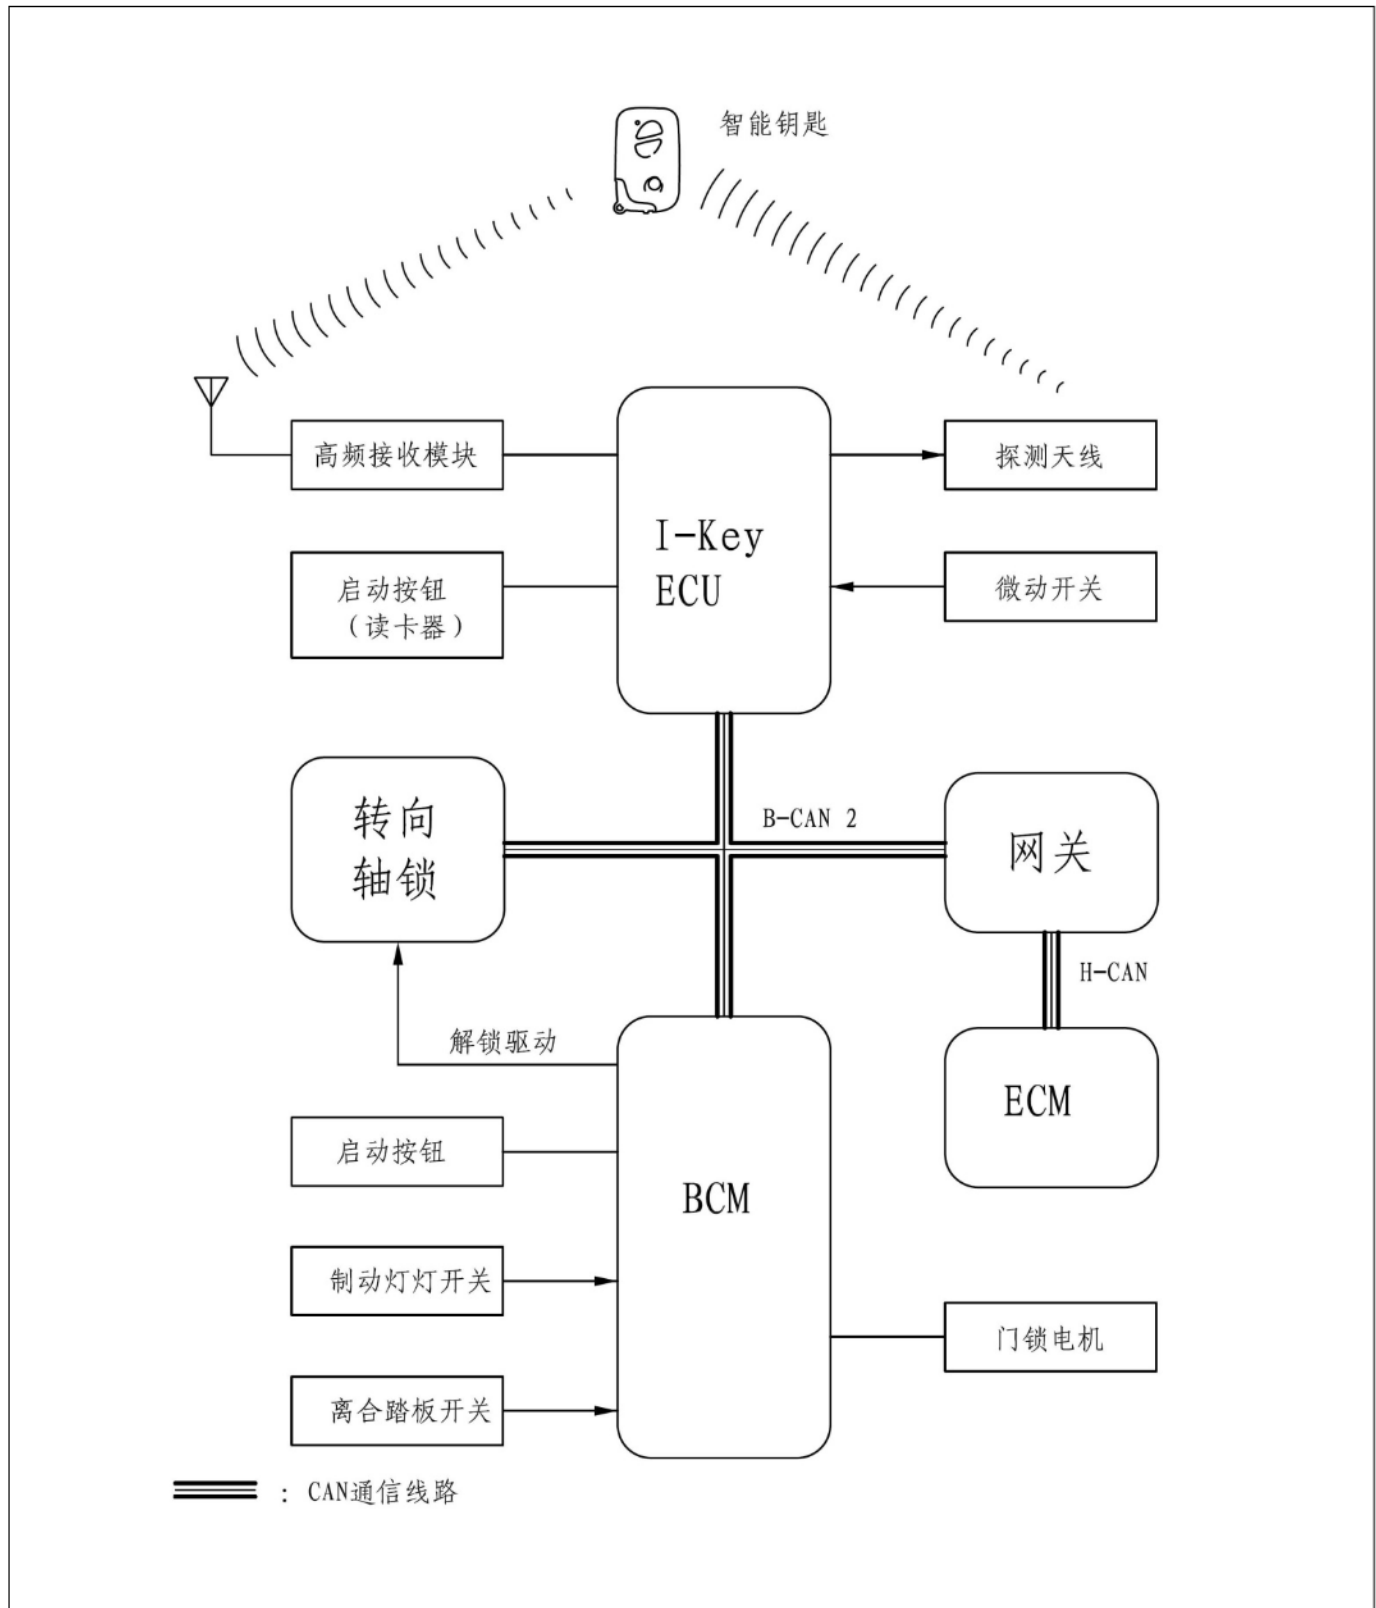 智能钥匙
高频接收模块
探测天线
I-Key
ECU
启动按钮
（读卡器）
微动开关
转向
轴锁
B-CAN 2
网关
H-CAN
解锁驱动
ECM
启动按钮
BCM
制动灯灯开关
门锁电机
离合踏板开关
：CAN通信线路